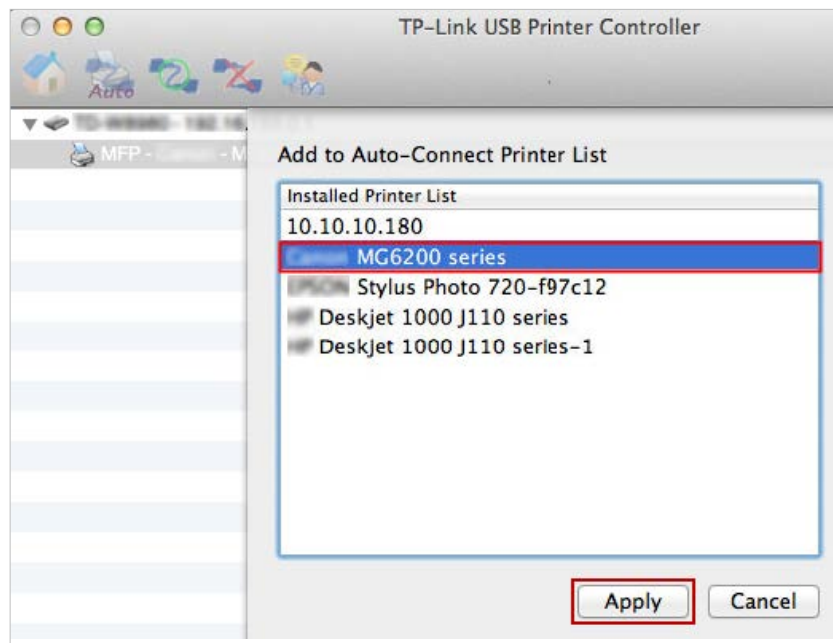 TP-Link USB Printer Controller
Auto
MFP - - M
Add to Auto-Connect Printer List
Installed Printer List
10.10.10.180
MG6200 series
Stylus Photo 720-f97c12
Deskjet 1000 J110 series
Deskjet 1000 J110 series-1
Apply
Cancel